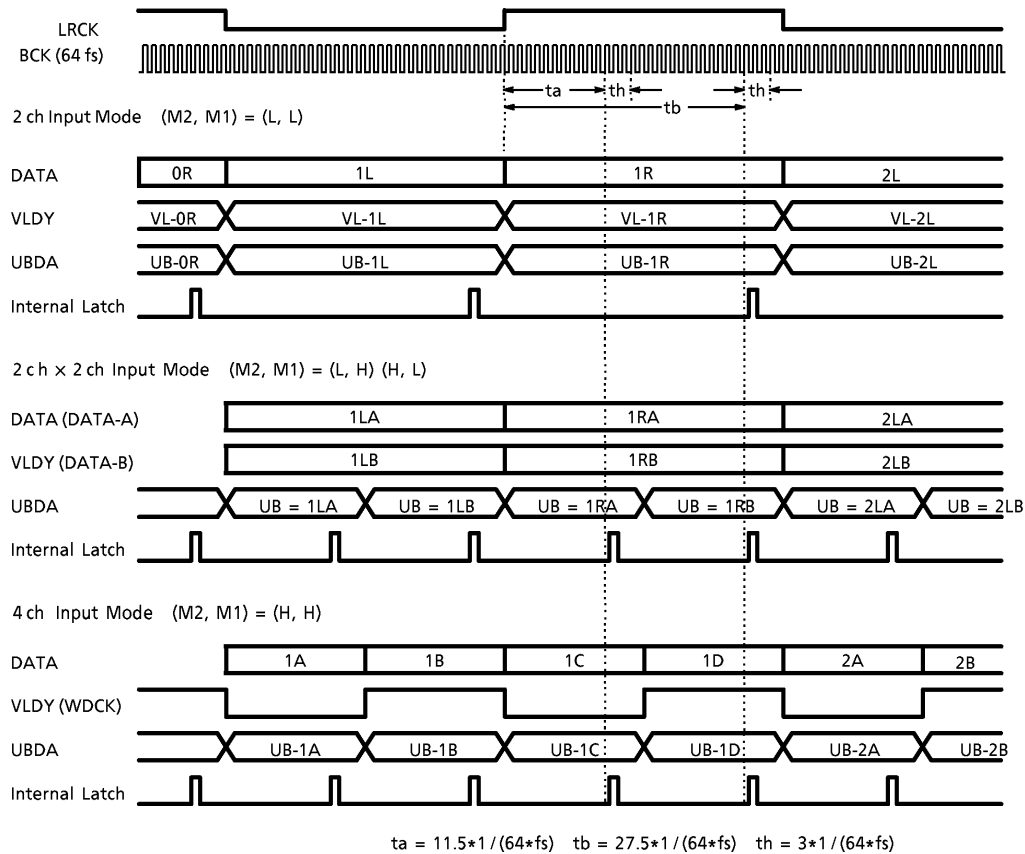 LRCK
BCK (64 fs)
ta th th
tb
2 ch Input Mode (M2, M1) = (L, L)
DATA 0R 1L 1R 2L
VLDY VL-0R VL-1L VL-1R VL-2L
UBDA UB-0R UB-1L UB-1R UB-2L
Internal Latch
2 c h × 2 ch Input Mode (M2, M1) = (L, H) (H, L)
DATA (DATA-A) 1LA 1RA 2LA
VLDY (DATA-B) 1LB 1RB 2LB
UBDA UB = 1LA UB = 1LB UB = 1RA UB = 1RB UB = 2LA UB = 2LB
Internal Latch
4 ch Input Mode (M2, M1) = (H, H)
DATA 1A 1B 1C 1D 2A 2B
VLDY (WDCK)
UBDA UB-1A UB-1B UB-1C UB-1D UB-2A UB-2B
Internal Latch
ta = 11.5*1/(64*fs) tb = 27.5*1/(64*fs) th = 3*1/(64*fs)